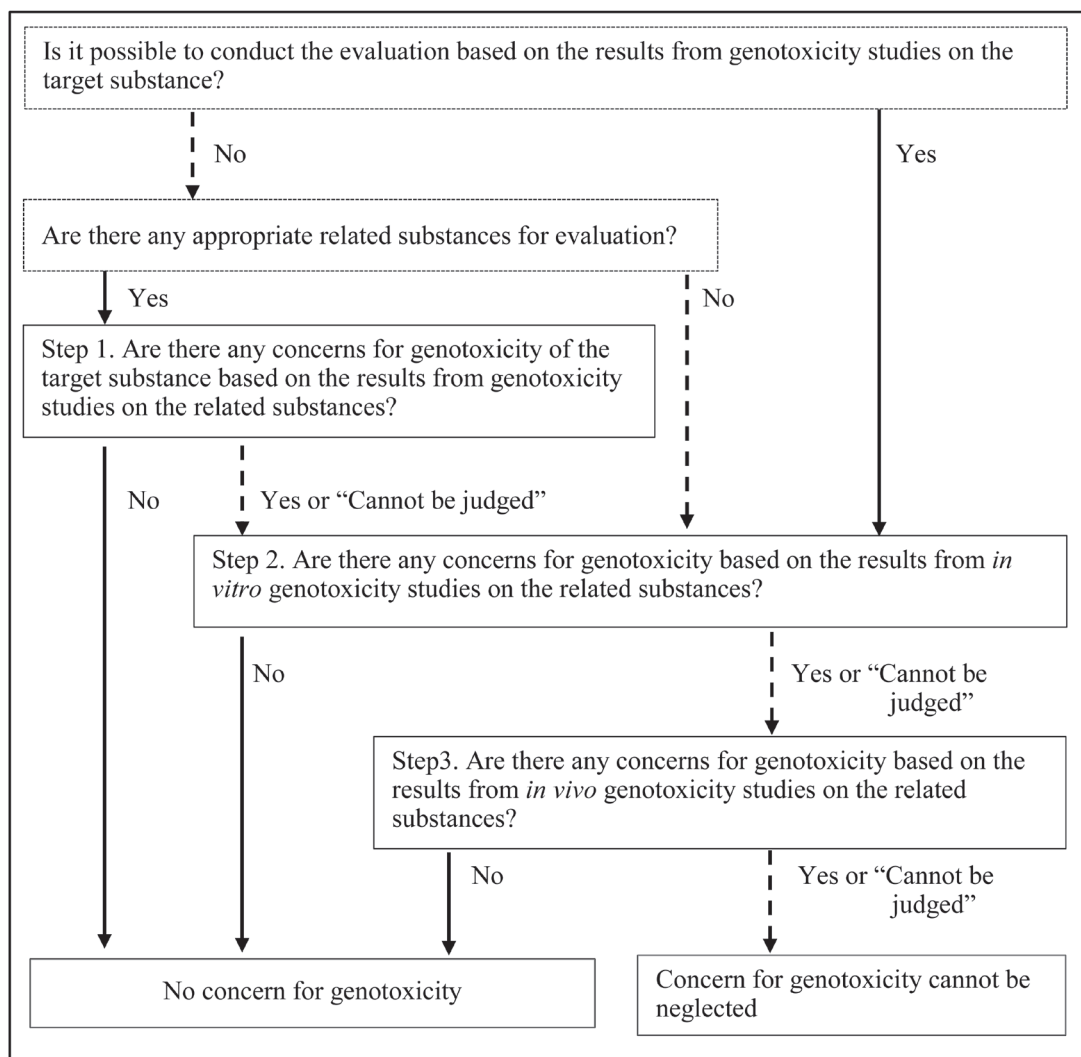 Is it possible to conduct the evaluation based on the results from genotoxicity studies on the
target substance?
No
Yes
Are there any appropriate related substances for evaluation?
Yes
No
Step 1. Are there any concerns for genotoxicity of the
target substance based on the results from genotoxicity
studies on the related substances?
No
Yes or “Cannot be judged”
Step 2. Are there any concerns for genotoxicity based on the results from in
vitro genotoxicity studies on the related substances?
No
Yes or “Cannot be
judged”
Step3. Are there any concerns for genotoxicity based on the
results from in vivo genotoxicity studies on the related
substances?
No
Yes or “Cannot be
judged”
No concern for genotoxicity
Concern for genotoxicity cannot be
neglected